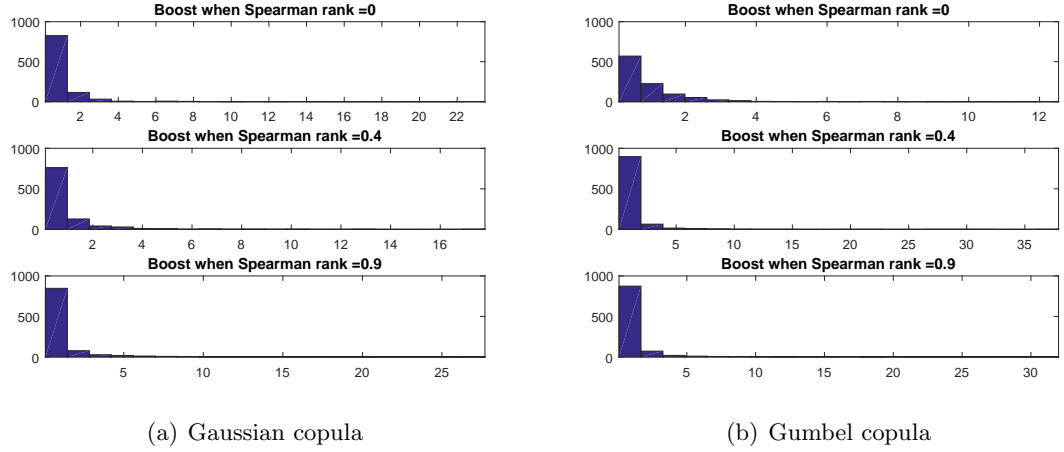 Boost when Spearman rank =0
1000
500
0
2 4 6 8 10 12 14 16 18 20 22
Boost when Spearman rank =0.4
1000
500
0
2 4 6 8 10 12 14 16
Boost when Spearman rank =0.9
1000
500
0
5 10 15 20 25
(a) Gaussian copula
Boost when Spearman rank =0
1000
500
0
2 4 6 8 10 12
Boost when Spearman rank =0.4
1000
500
0
5 10 15 20 25 30 35
Boost when Spearman rank =0.9
1000
500
0
5 10 15 20 25 30
(b) Gumbel copula